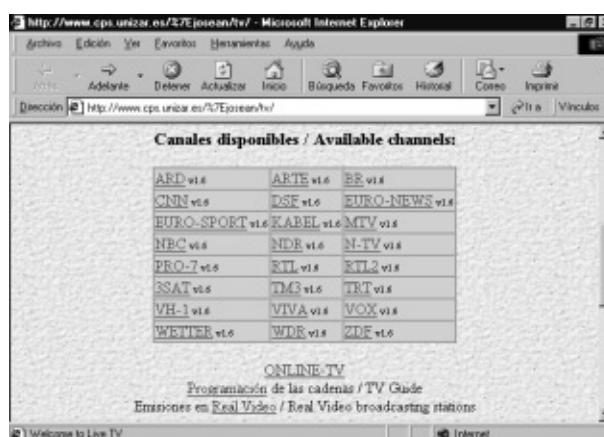 http://www.cps.unizar.es/%7Ejosean/tv/ - Microsoft Internet Explorer
Archivo Edición Ver Favoritos Herramientas Ayuda
Atrás Adelante Detener Actualizar Inicio Búsqueda Favoritos Historial Correo Imprimir
Dirección http://www.cps.unizar.es/%7Ejosean/tv/ Ir a Vínculos
Canales disponibles / Available channels:
ARD v1.6 ARTE v1.6 BR v1.6
CNN v1.6 DSF v1.6 EURO-NEWS v1.6
EURO-SPORT v1.6 KABEL v1.6 MTV v1.6
NBC v1.6 NDR v1.6 N-TV v1.6
PRO-7 v1.6 RTL v1.6 RTL2 v1.6
3SAT v1.6 TM3 v1.6 TRT v1.6
VH-1 v1.6 VIVA v1.6 VOX v1.6
WETTER v1.6 WDR v1.6 ZDF v1.6
ONLINE-TV
Programación de las cadenas / TV Guide
Emisiones en Real Video / Real Video broadcasting stations
Welcome to Live TV Internet